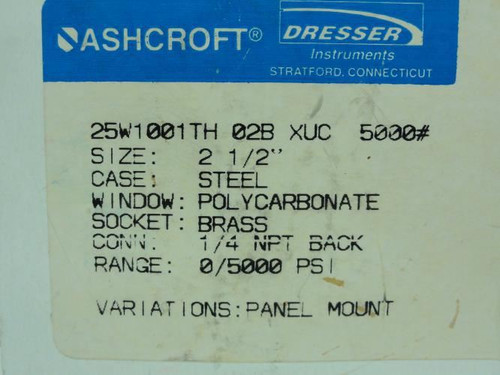 ASHCROFT®
DRESSER
Instruments
STRATFORD, CONNECTICUT
25W1001TH 02B XUC 5000#
SIZE: 2 1/2"
CASE: STEEL
WINDOW: POLYCARBONATE
SOCKET: BRASS
CONN: 1/4 NPT BACK
RANGE: 0/5000 PSI
VARIATIONS:PANEL MOUNT